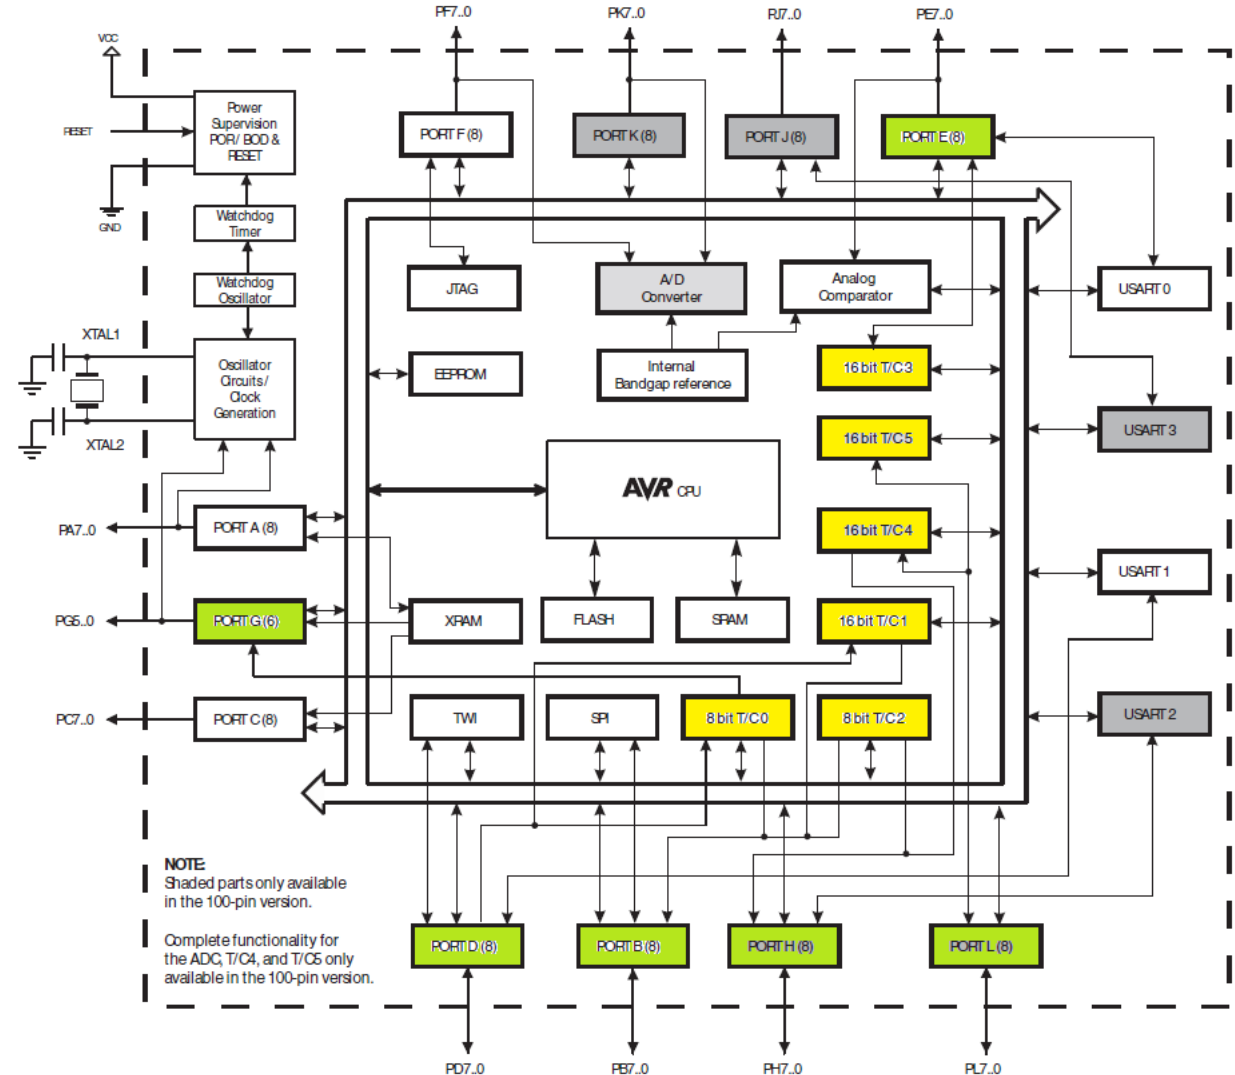 PF7..0
PK7..0
PJ7..0
PE7..0
VCC
RESET
GND
Power
Supervision
POR/ BOD &
RESET
PORT F (8)
PORT K (8)
PORT J (8)
PORT E (8)
Watchdog
Timer
Watchdog
Oscillator
JTAG
A/D
Converter
Analog
Comparator
USART 0
XTAL1
XTAL2
Oscillator
Circuits /
Clock
Generation
EEPROM
Internal
Bandgap reference
16 bit T/C 3
16 bit T/C 5
USART 3
AVR CPU
PA7..0
PORT A (8)
16 bit T/C 4
USART 1
PG5..0
PORT G (6)
XRAM
FLASH
SRAM
16 bit T/C 1
PC7..0
PORT C (8)
TWI
SPI
8 bit T/C 0
8 bit T/C 2
USART 2
NOTE:
Shaded parts only available
in the 100-pin version.
Complete functionality for
the ADC, T/C4, and T/C5 only
available in the 100-pin version.
PORT D (8)
PORT B (8)
PORT H (8)
PORT L (8)
PD7..0
PB7..0
PH7..0
PL7..0